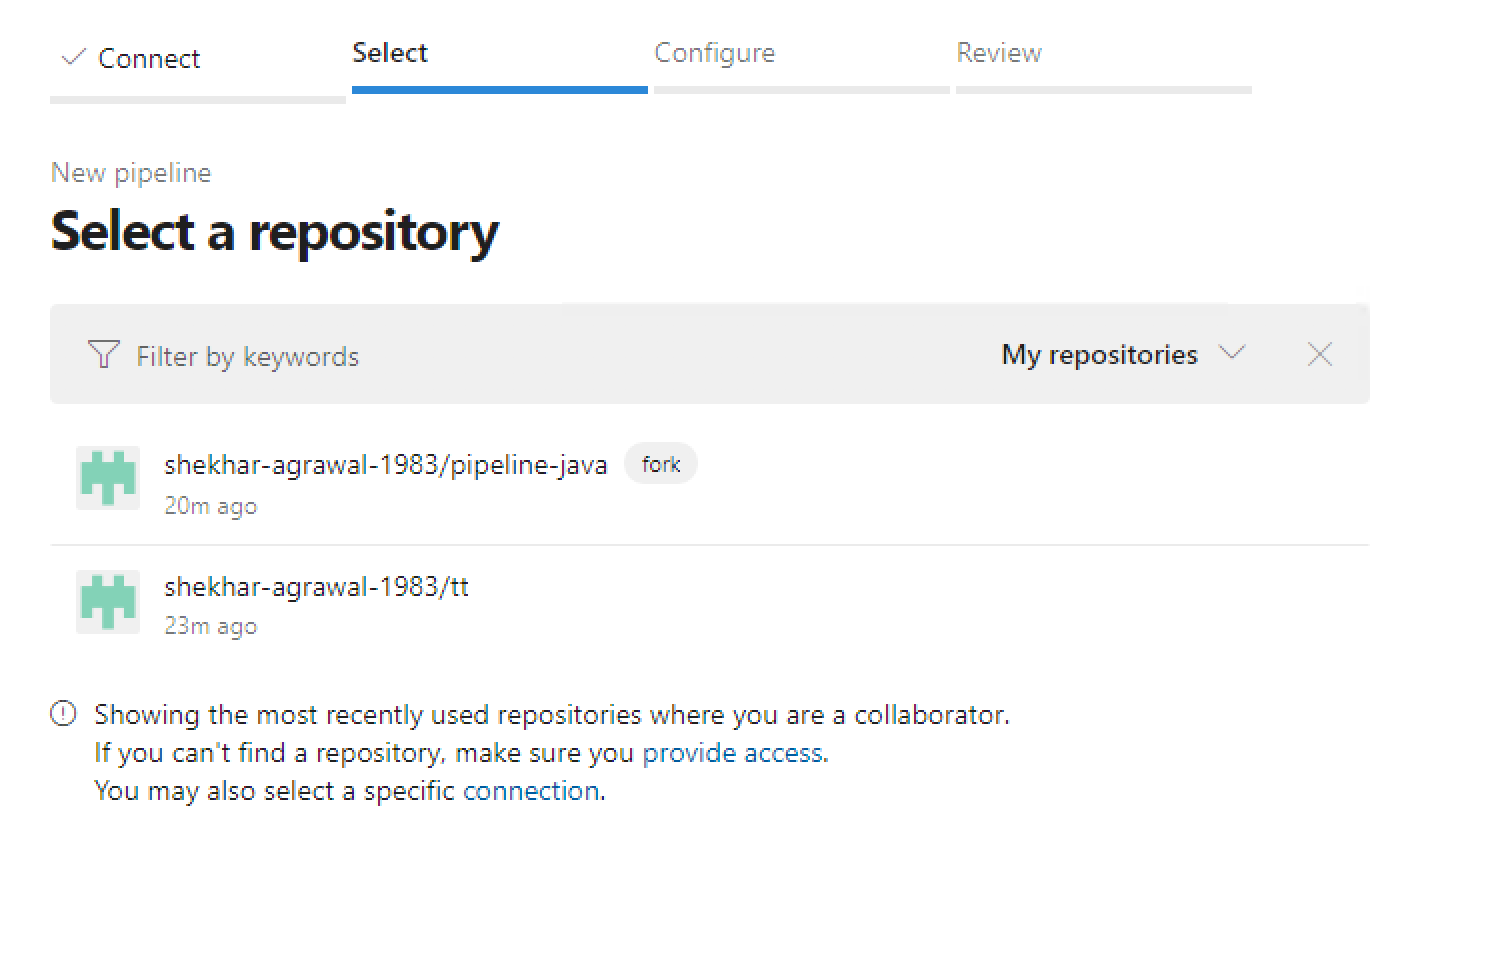 Connect
Select
Configure
Review
New pipeline
Select a repository
Filter by keywords
My repositories
shekhar-agrawal-1983/pipeline-java fork
20m ago
shekhar-agrawal-1983/tt
23m ago
Showing the most recently used repositories where you are a collaborator.
If you can't find a repository, make sure you provide access.
You may also select a specific connection.